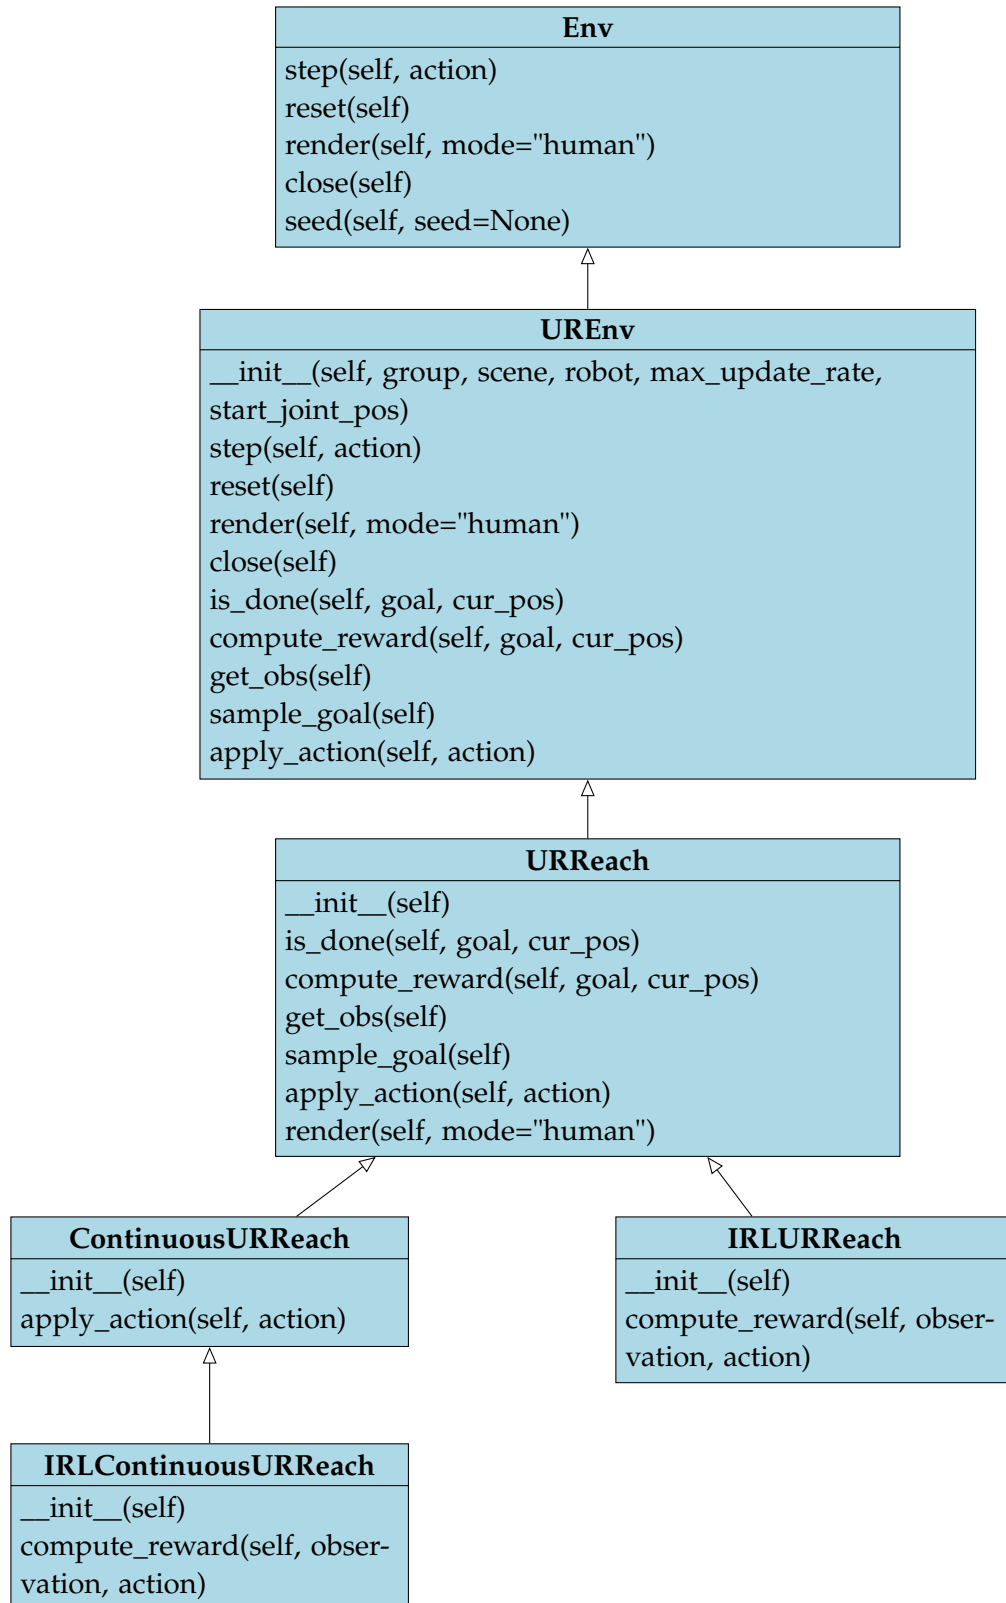 Env
step(self, action)
reset(self)
render(self, mode="human")
close(self)
seed(self, seed=None)
UREnv
__init__(self, group, scene, robot, max_update_rate,
start_joint_pos)
step(self, action)
reset(self)
render(self, mode="human")
close(self)
is_done(self, goal, cur_pos)
compute_reward(self, goal, cur_pos)
get_obs(self)
sample_goal(self)
apply_action(self, action)
URReach
__init__(self)
is_done(self, goal, cur_pos)
compute_reward(self, goal, cur_pos)
get_obs(self)
sample_goal(self)
apply_action(self, action)
render(self, mode="human")
ContinuousURReach
__init__(self)
apply_action(self, action)
IRLURReach
__init__(self)
compute_reward(self, obser-
vation, action)
IRLContinuousURReach
__init__(self)
compute_reward(self, obser-
vation, action)